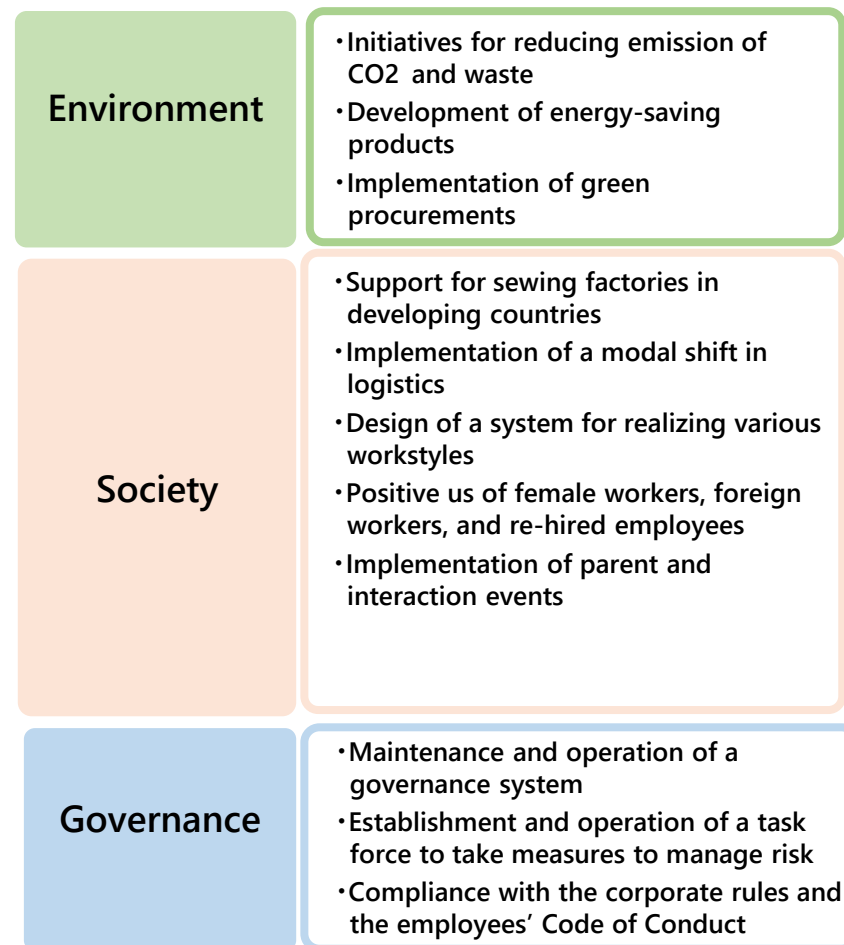 Environment
・Initiatives for reducing emission of
CO2 and waste
・Development of energy-saving
products
・Implementation of green
procurements
Society
・Support for sewing factories in
developing countries
・Implementation of a modal shift in
logistics
・Design of a system for realizing various
workstyles
・Positive us of female workers, foreign
workers, and re-hired employees
・Implementation of parent and
interaction events
Governance
・Maintenance and operation of a
governance system
・Establishment and operation of a task
force to take measures to manage risk
・Compliance with the corporate rules and
the employees’ Code of Conduct